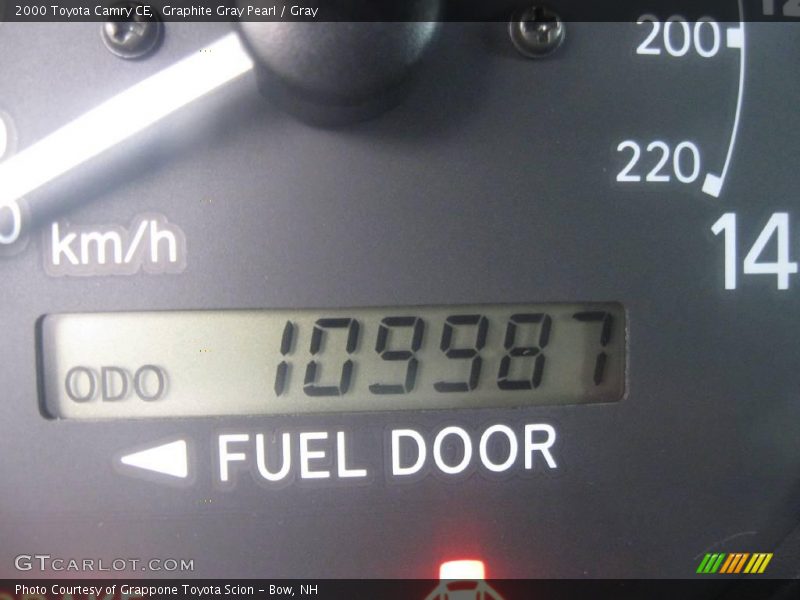 2000 Toyota Camry CE, Graphite Gray Pearl / Gray
200
220
0
km/h
14
ODO 109987
FUEL DOOR
GTCARLOT.COM
Photo Courtesy of Grappone Toyota Scion - Bow, NH